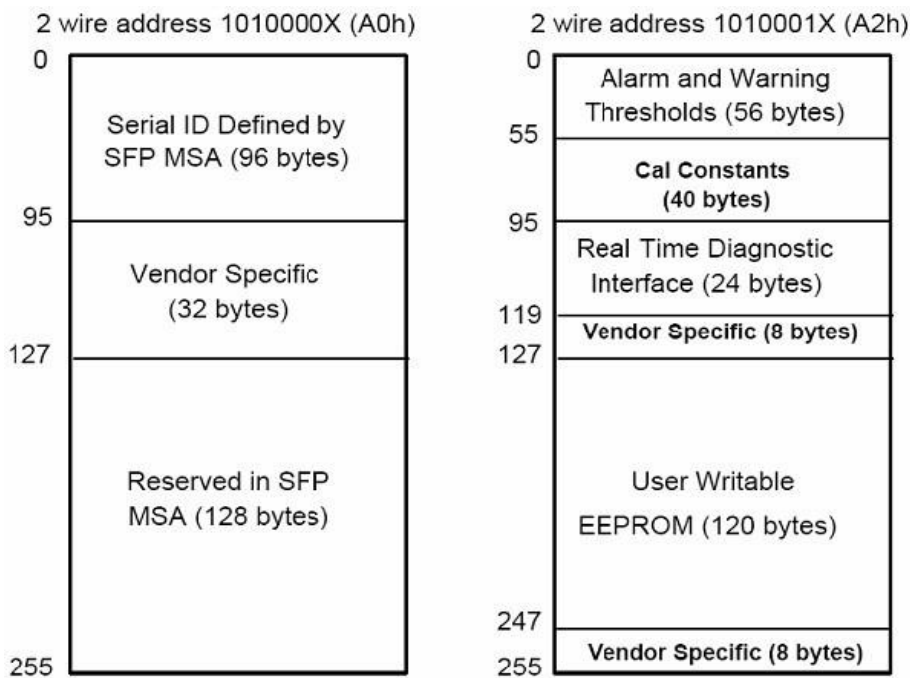 2 wire address 1010000X (A0h)
0
Serial ID Defined by
SFP MSA (96 bytes)
95
Vendor Specific
(32 bytes)
127
Reserved in SFP
MSA (128 bytes)
255
2 wire address 1010001X (A2h)
0
Alarm and Warning
Thresholds (56 bytes)
55
Cal Constants
(40 bytes)
95
Real Time Diagnostic
Interface (24 bytes)
119
Vendor Specific (8 bytes)
127
User Writable
EEPROM (120 bytes)
247
Vendor Specific (8 bytes)
255